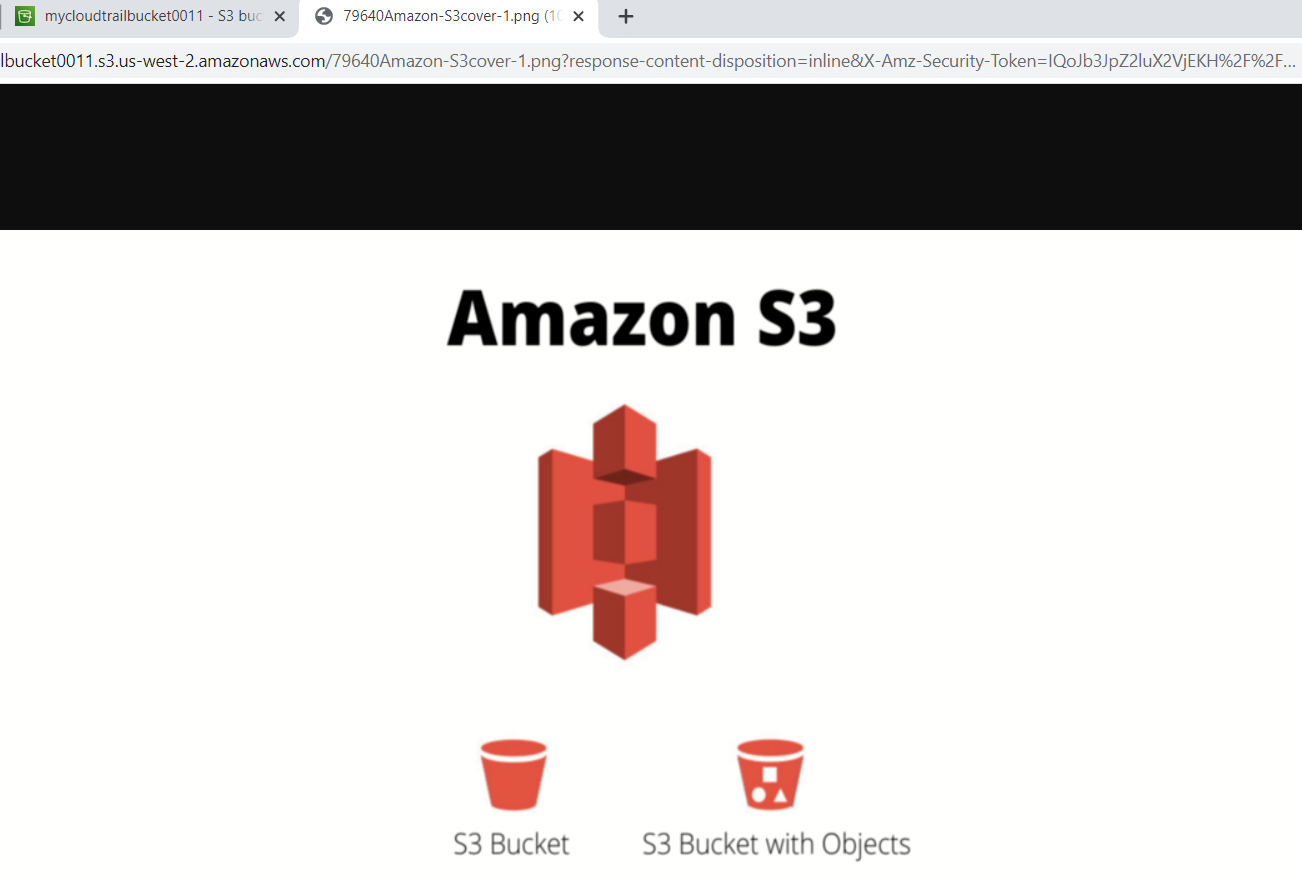 mycloudtrailbucket0011 - S3 buc
79640Amazon-S3cover-1.png (10
lbucket0011.s3.us-west-2.amazonaws.com/79640Amazon-S3cover-1.png?response-content-disposition=inline&X-Amz-Security-Token=IQoJb3JpZ2luX2VjEKH%2F%2F...
Amazon S3
S3 Bucket
S3 Bucket with Objects